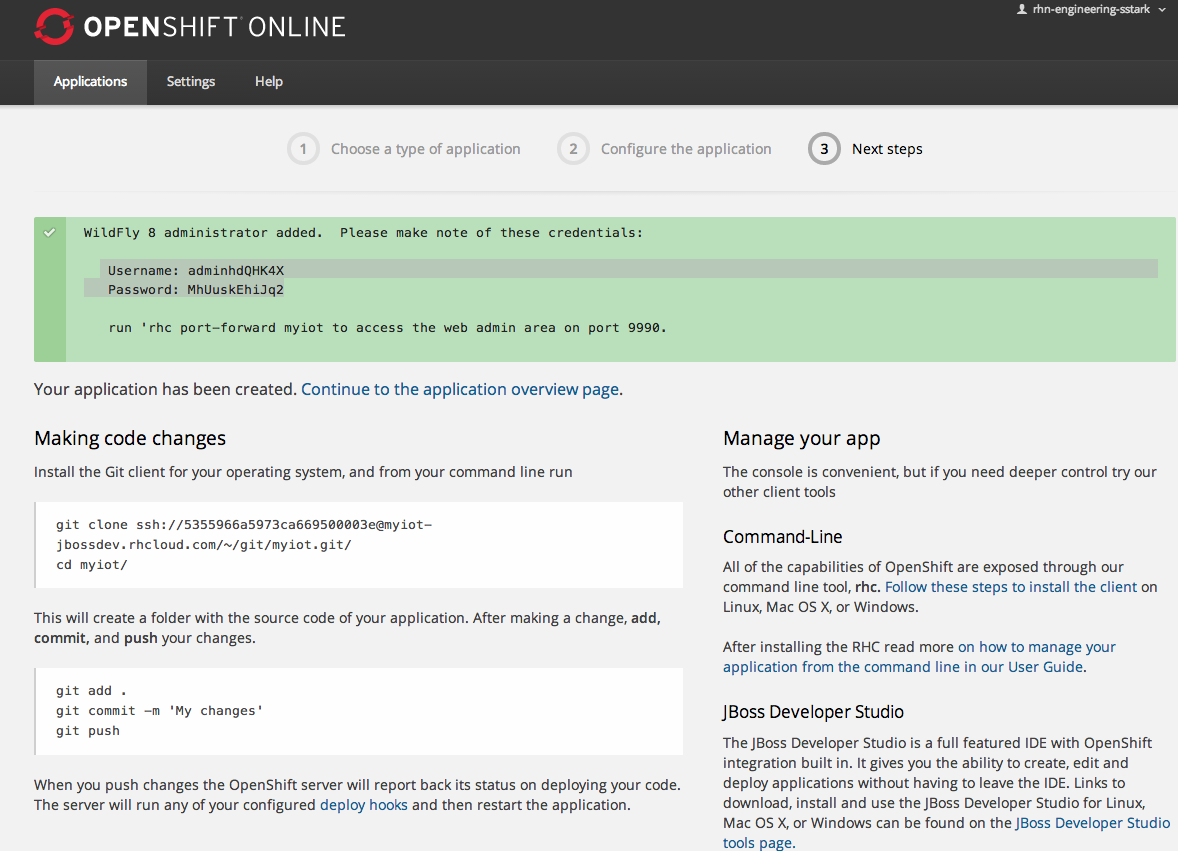 OPENSHIFT ONLINE
rhn-engineering-sstark
Applications Settings Help
1 Choose a type of application 2 Configure the application 3 Next steps
WildFly 8 administrator added. Please make note of these credentials:
Username: adminhdQHK4X
Password: MhUuskEhiJq2
run 'rhc port-forward myiot to access the web admin area on port 9990.
Your application has been created. Continue to the application overview page.
Making code changes
Install the Git client for your operating system, and from your command line run
git clone ssh://5355966a5973ca669500003e@myiot-
jbossdev.rhcloud.com/~/git/myiot.git/
cd myiot/
This will create a folder with the source code of your application. After making a change, add,
commit, and push your changes.
git add .
git commit -m 'My changes'
git push
When you push changes the OpenShift server will report back its status on deploying your code.
The server will run any of your configured deploy hooks and then restart the application.
Manage your app
The console is convenient, but if you need deeper control try our
other client tools
Command-Line
All of the capabilities of OpenShift are exposed through our
command line tool, rhc. Follow these steps to install the client on
Linux, Mac OS X, or Windows.
After installing the RHC read more on how to manage your
application from the command line in our User Guide.
JBoss Developer Studio
The JBoss Developer Studio is a full featured IDE with OpenShift
integration built in. It gives you the ability to create, edit and
deploy applications without having to leave the IDE. Links to
download, install and use the JBoss Developer Studio for Linux,
Mac OS X, or Windows can be found on the JBoss Developer Studio
tools page.